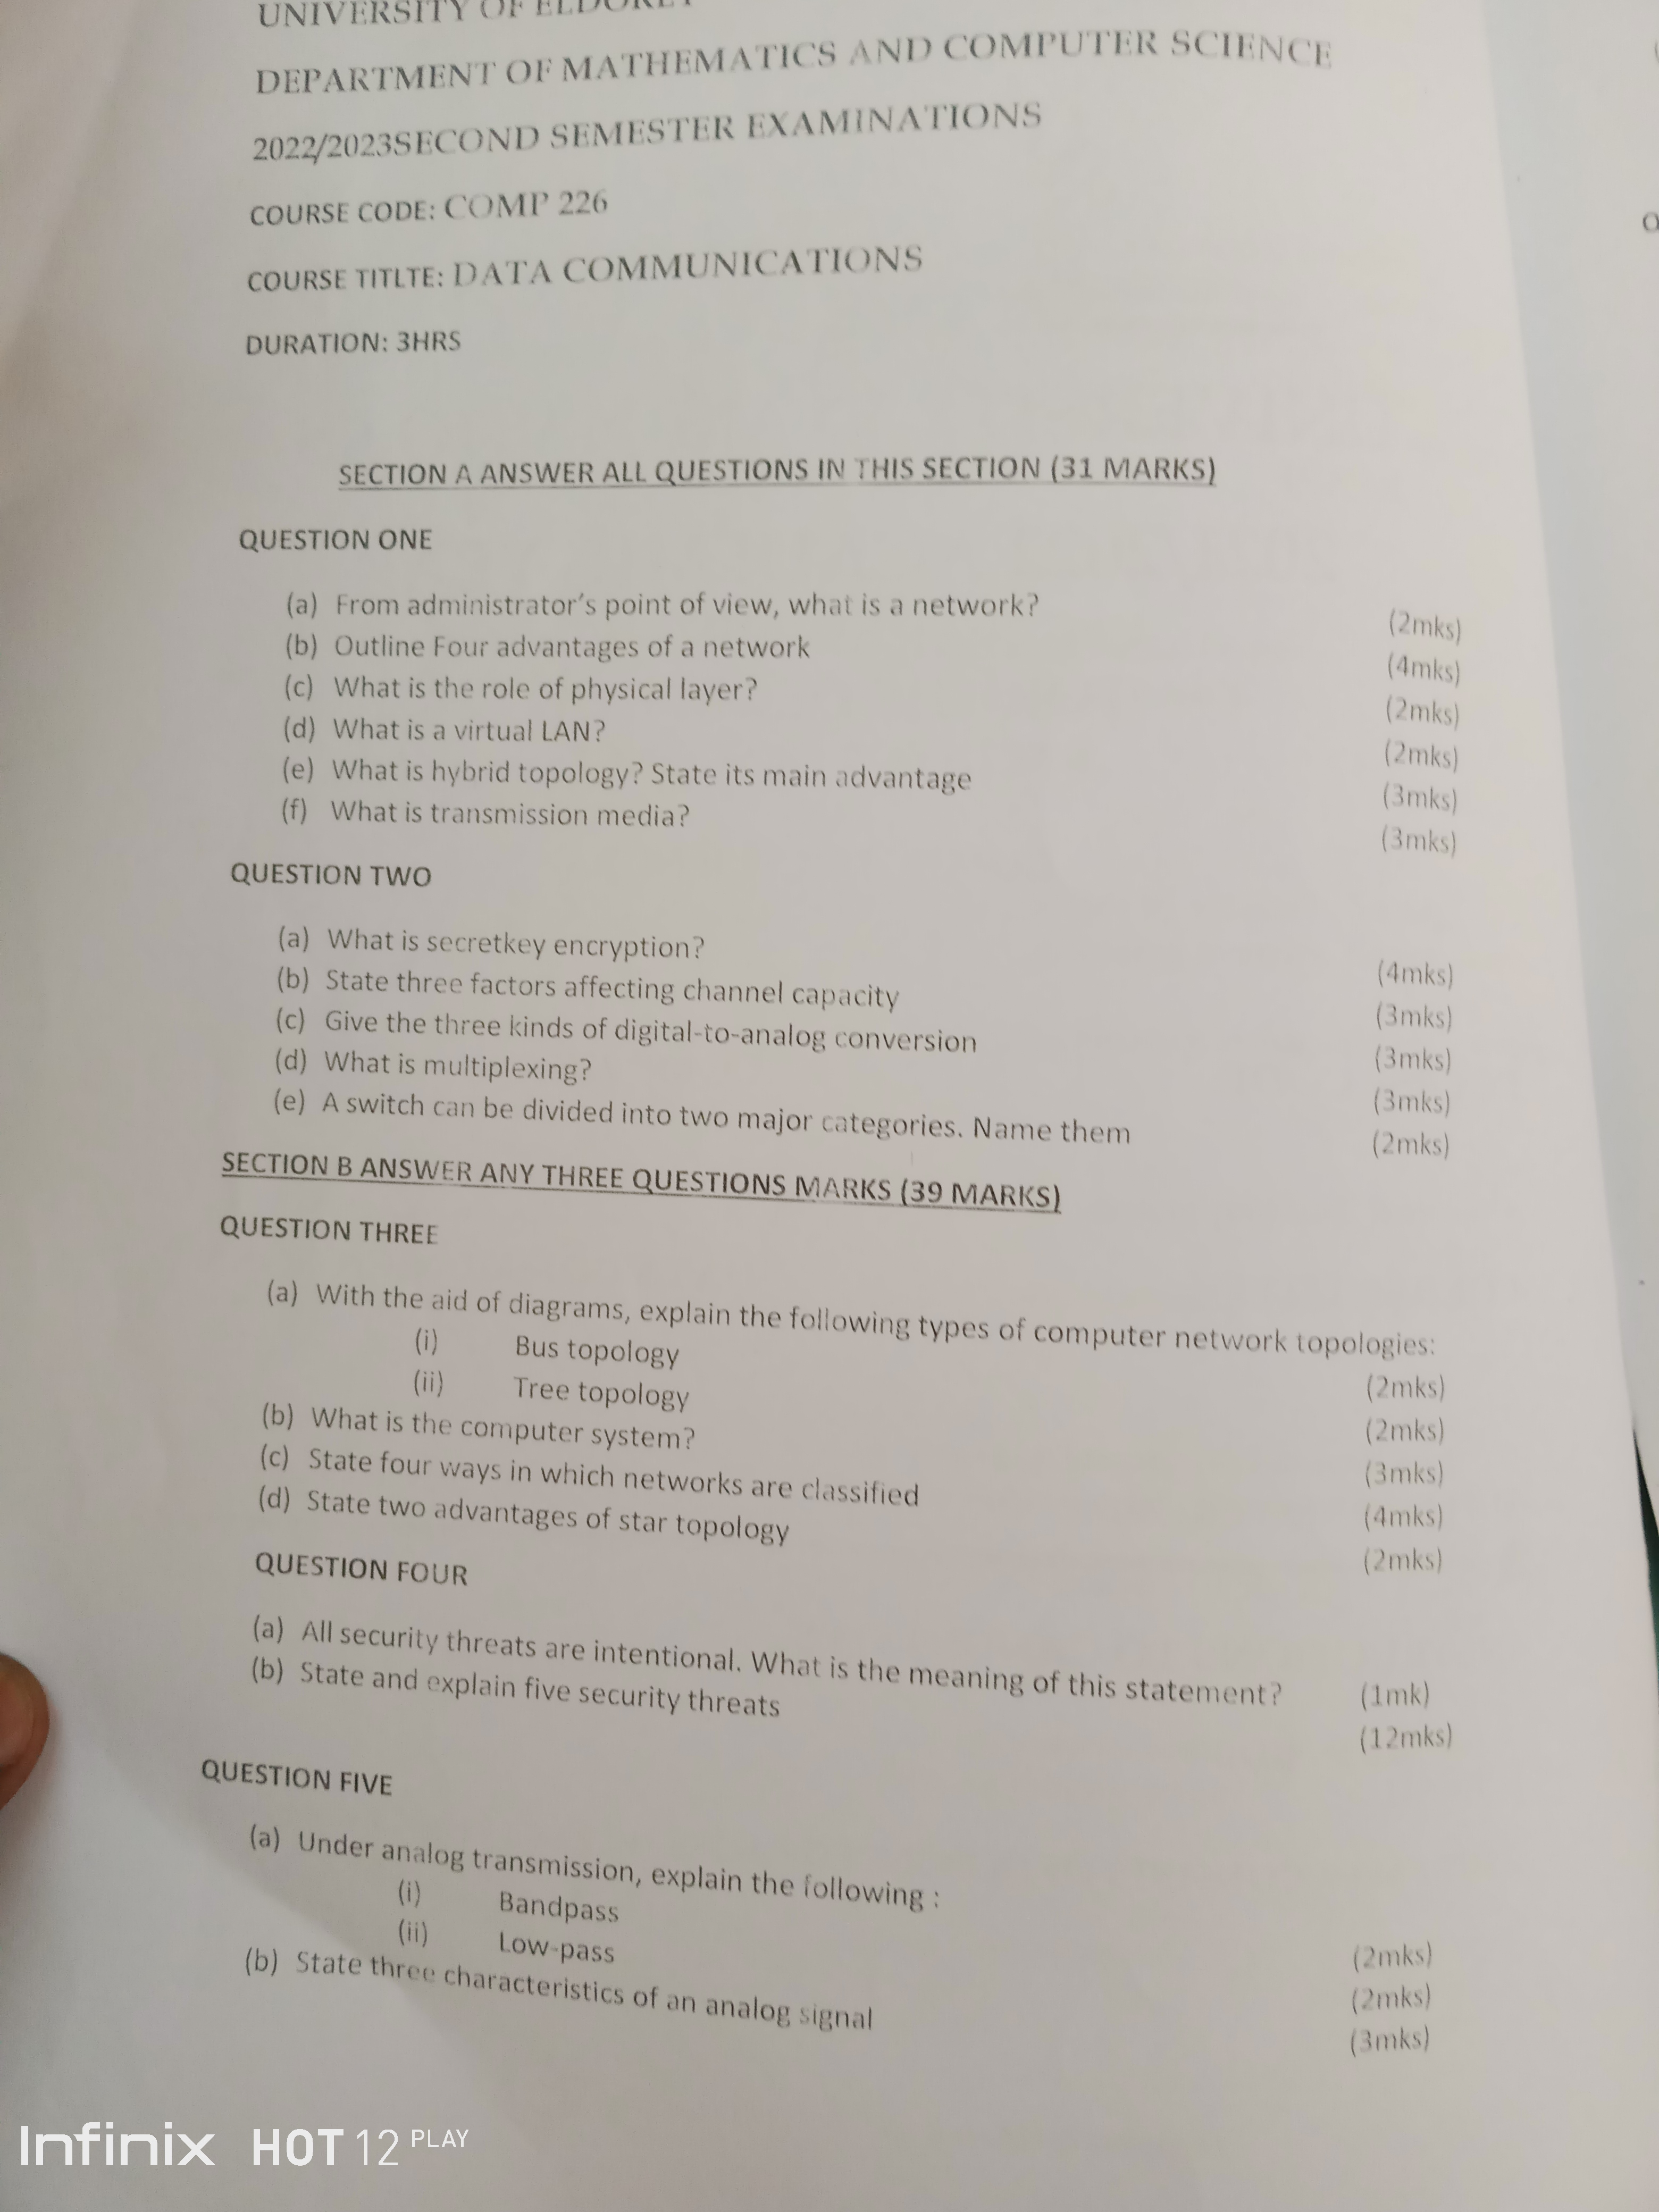 UNIVERSITY OF ELDORET
DEPARTMENT OF MATHEMATICS AND COMPUTER SCIENCE
2022/2023SECOND SEMESTER EXAMINATIONS
COURSE CODE: COMP 226
COURSE TITLTE: DATA COMMUNICATIONS
DURATION: 3HRS
SECTION A ANSWER ALL QUESTIONS IN THIS SECTION (31 MARKS)
QUESTION ONE
(a) From administrator's point of view, what is a network? (2mks)
(b) Outline Four advantages of a network (4mks)
(c) What is the role of physical layer? (2mks)
(d) What is a virtual LAN? (2mks)
(e) What is hybrid topology? State its main advantage (3mks)
(f) What is transmission media? (3mks)
QUESTION TWO
(a) What is secretkey encryption? (4mks)
(b) State three factors affecting channel capacity (3mks)
(c) Give the three kinds of digital-to-analog conversion (3mks)
(d) What is multiplexing? (3mks)
(e) A switch can be divided into two major categories. Name them (2mks)
SECTION B ANSWER ANY THREE QUESTIONS MARKS (39 MARKS)
QUESTION THREE
(a) With the aid of diagrams, explain the following types of computer network topologies:
(i) Bus topology (2mks)
(ii) Tree topology (2mks)
(b) What is the computer system? (3mks)
(c) State four ways in which networks are classified (4mks)
(d) State two advantages of star topology (2mks)
QUESTION FOUR
(a) All security threats are intentional. What is the meaning of this statement? (1mk)
(b) State and explain five security threats (12mks)
QUESTION FIVE
(a) Under analog transmission, explain the following :
(i) Bandpass (2mks)
(ii) Low-pass (2mks)
(b) State three characteristics of an analog signal (3mks)
Infinix HOT 12 PLAY